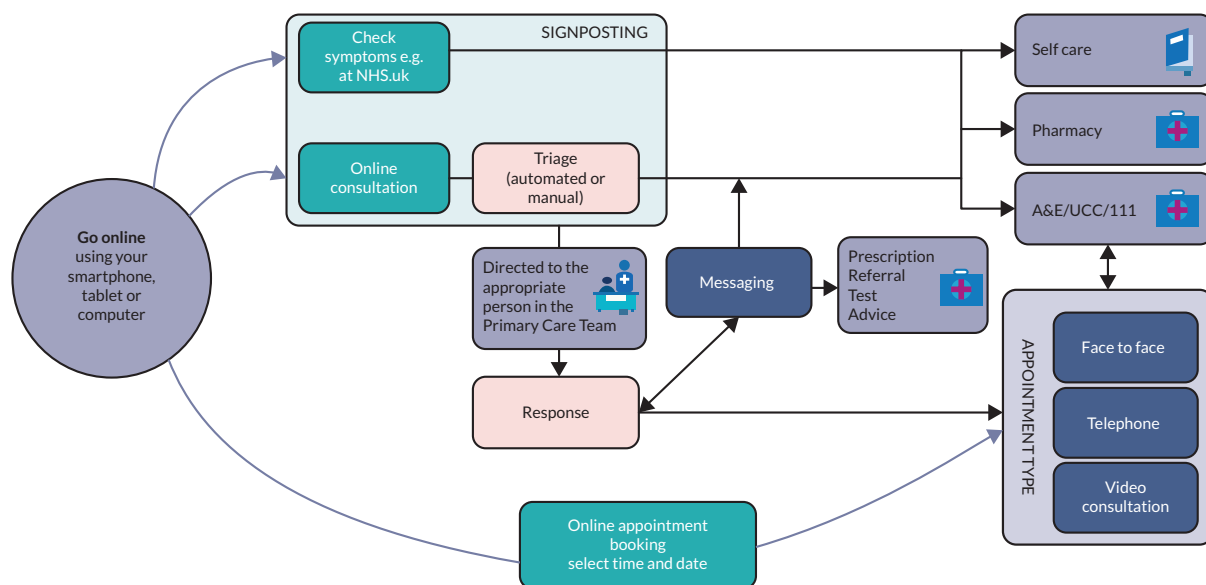 Go online
using your
smartphone,
tablet or
computer
SIGNPOSTING
Check
symptoms e.g.
at NHS.uk
Online
consultation
Triage
(automated or
manual)
Directed to the
appropriate
person in the
Primary Care Team
Response
Messaging
Prescription
Referral
Test
Advice
Online appointment
booking
select time and date
Self care
Pharmacy
A&E/UCC/111
APPOINTMENT TYPE
Face to face
Telephone
Video
consultation